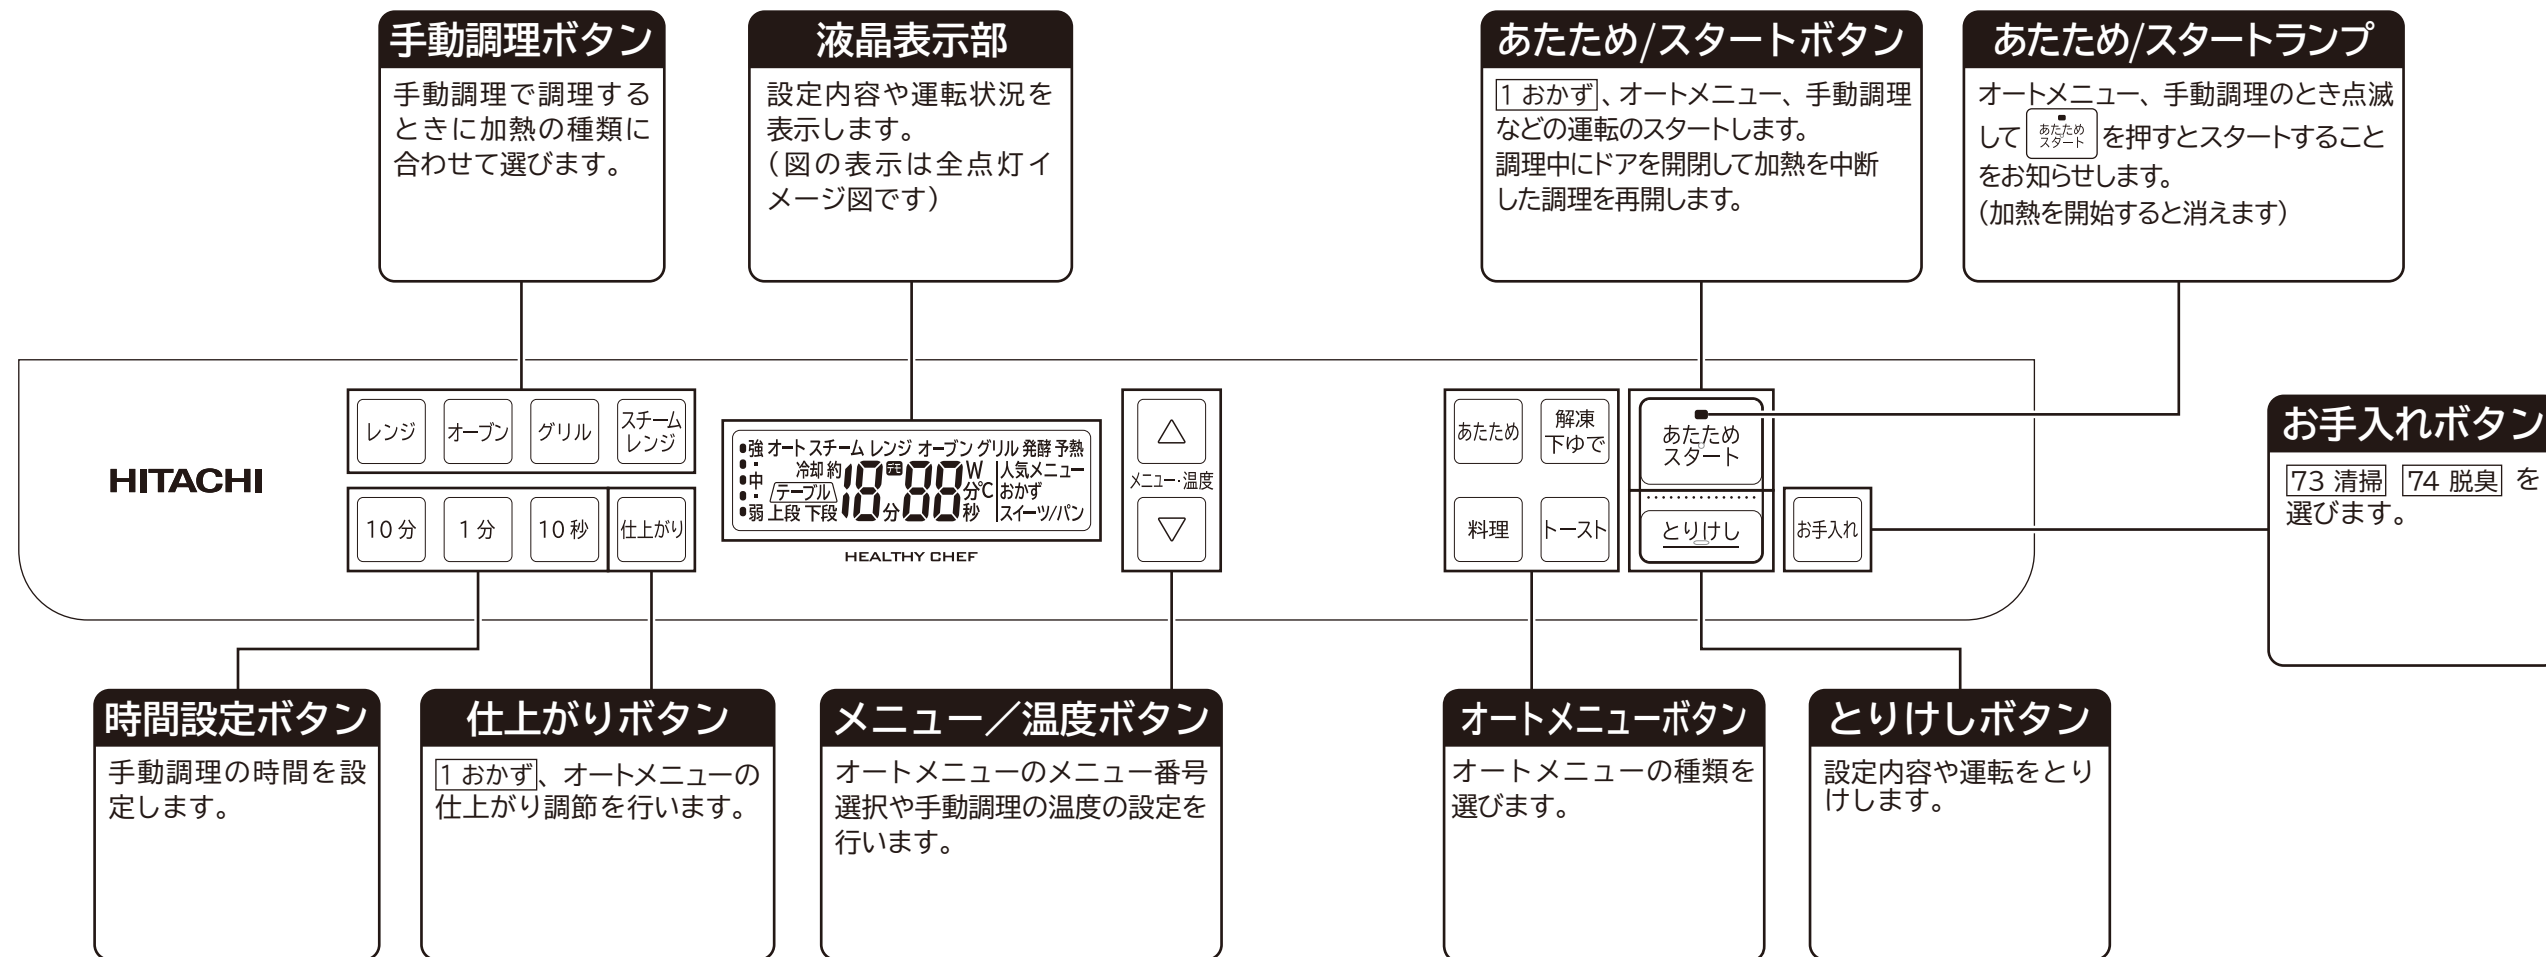 手動調理ボタン
手動調理で調理する
ときに加熱の種類に
合わせて選びます。
液晶表示部
設定内容や運転状況を
表示します。
（図の表示は全点灯イ
メージ図です）
あたため/スタートボタン
1 おかず、オートメニュー、手動調理
などの運転のスタートします。
調理中にドアを開閉して加熱を中断
した調理を再開します。
あたため/スタートランプ
オートメニュー、手動調理のとき点滅
して あたため スタート を押すとスタートすること
をお知らせします。
（加熱を開始すると消えます）
HITACHI
レンジ
オーブン
グリル
スチーム
レンジ
10分
1分
10秒
仕上がり
強 オート スチーム レンジ オーブン グリル 発酵 予熱
冷却 約 18 88 W 人気メニュー
中 テーブル 分 ℃ おかず
弱 上段 下段 分 秒 スイーツ/パン
HEALTHY CHEF
△
メニュー・温度
▽
あたため
解凍
下ゆで
料理
トースト
あたため
スタート
とりけし
お手入れ
お手入れボタン
73 清掃 74 脱臭 を
選びます。
時間設定ボタン
手動調理の時間を設
定します。
仕上がりボタン
1 おかず、オートメニューの
仕上がり調節を行います。
メニュー／温度ボタン
オートメニューのメニュー番号
選択や手動調理の温度の設定を
行います。
オートメニューボタン
オートメニューの種類を
選びます。
とりけしボタン
設定内容や運転をとり
けします。